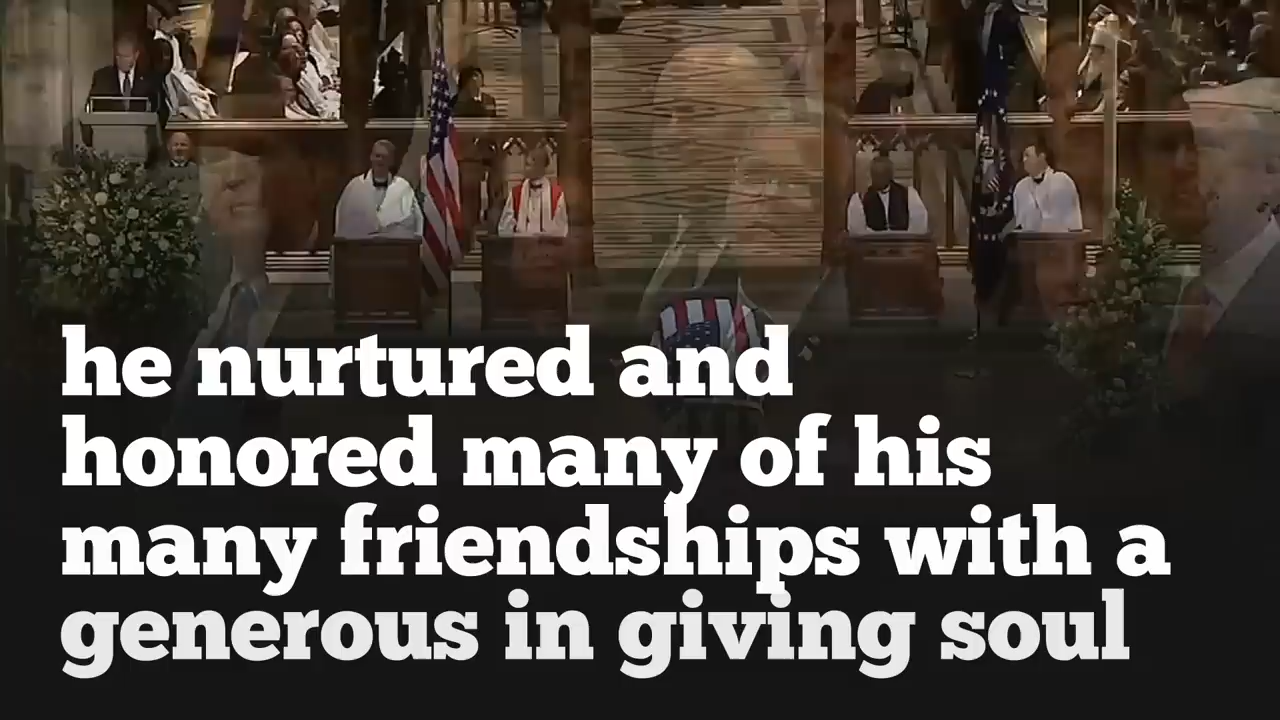 he nurtured and
honored many of his
many friendships with a
generous in giving soul